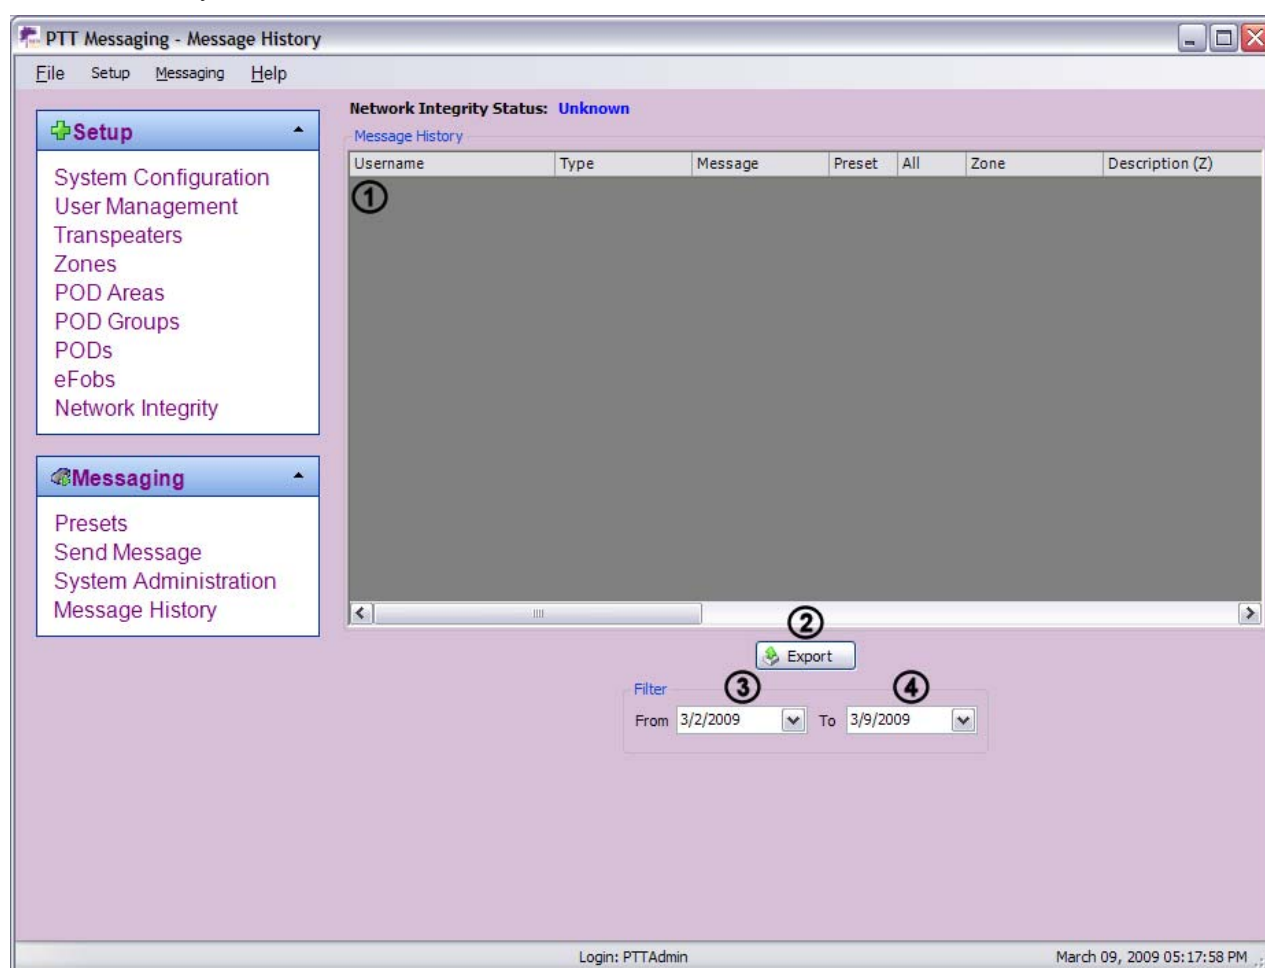 PTT Messaging - Message History
File Setup Messaging Help
Network Integrity Status: Unknown
Setup
System Configuration
User Management
Transpeaters
Zones
POD Areas
POD Groups
PODs
eFobs
Network Integrity
Messaging
Presets
Send Message
System Administration
Message History
Message History
Username Type Message Preset All Zone Description (Z)
1
2
Export
Filter
3 4
From 3/2/2009 To 3/9/2009
Login: PTTAdmin March 09, 2009 05:17:58 PM